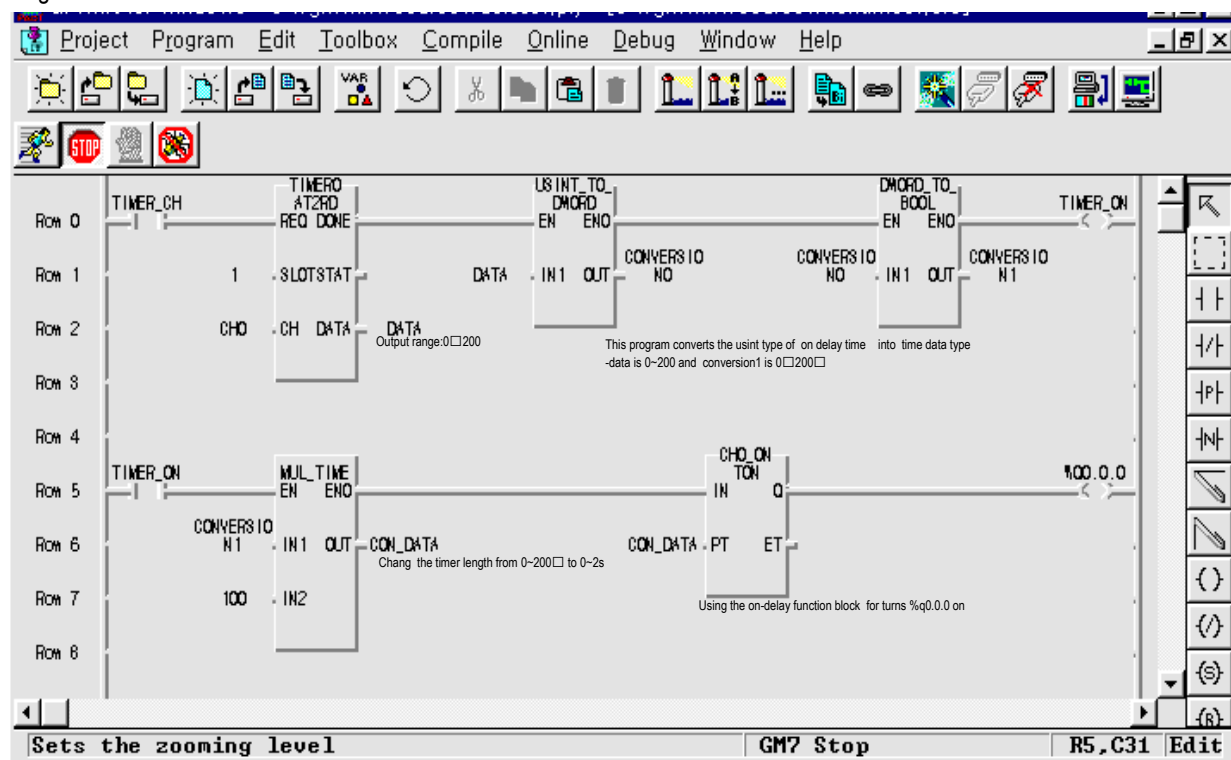 Project Program Edit Toolbox Compile Online Debug Window Help
VAR
STOP
TIMER0
AT2RD
USINT_TO_
DWORD
DWORD_TO_
BOOL
Row 0 TIMER_CH REQ DONE EN ENO EN ENO TIMER_ON
CONVERSIO
N0
CONVERSIO
N0
CONVERSIO
N1
Row 1 1 SLOTSTAT DATA IN1 OUT IN1 OUT
Row 2 CH0 CH DATA DATA
Output range:0□200
This program converts the usint type of on delay time into time data type
-data is 0~200 and conversion1 is 0□200□
Row 3
Row 4
CH0_ON
TON
Row 5 TIMER_ON MUL_TIME
EN ENO IN Q %Q0.0.0
CONVERSIO
N1
Row 6 IN1 OUT CON_DATA CON_DATA PT ET
Chang the timer length from 0~200□ to 0~2s
Row 7 100 IN2
Using the on-delay function block for turns %q0.0.0 on
Row 8
Sets the zooming level GM7 Stop R5,C31 Edit